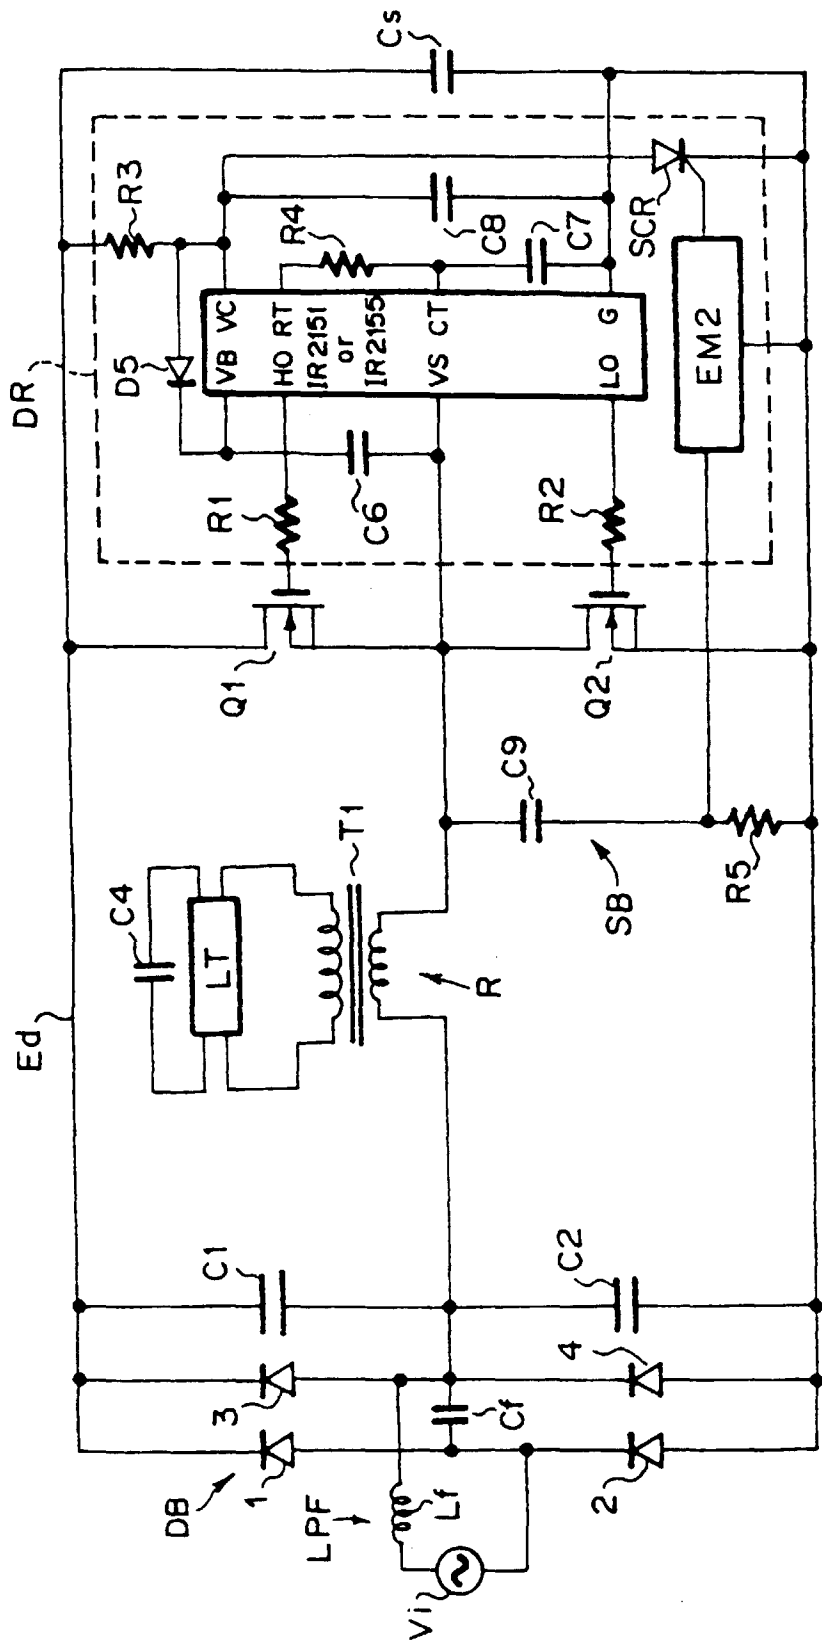 DR
Ed
Cs
R3
D5
VB VC
HO RT
IR2151
or
IR2155
VS CT
LO G
R4
C8
C7
SCR
EM2
R1
C6
R2
Q1
Q2
C4
LT
T1
R
C9
SB
R5
C1
C2
3
4
DB
1
2
LPF
Lf
Cf
Vi